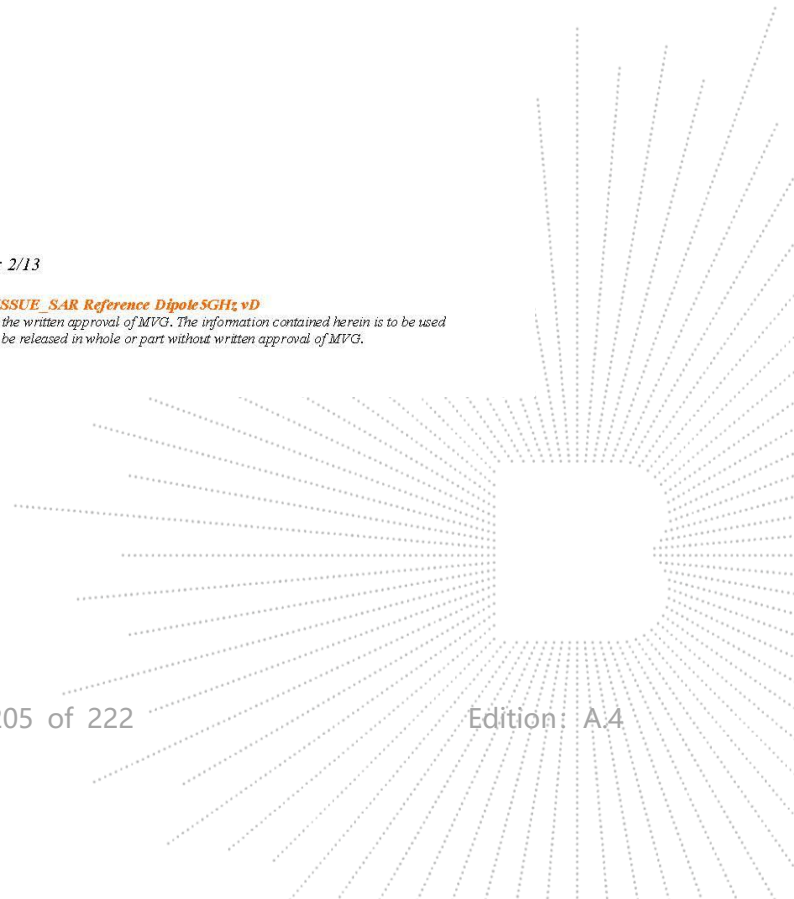 : 2/13
SSUE_SAR Reference Dipole5GHz vD
the written approval of MVG. The information contained herein is to be used
be released in whole or part without written approval of MVG.
05 of 222
Edition: A.4